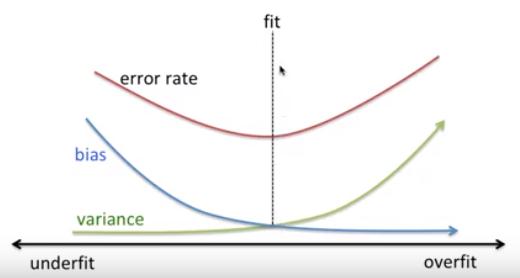 fit
error rate
bias
variance
underfit
overfit